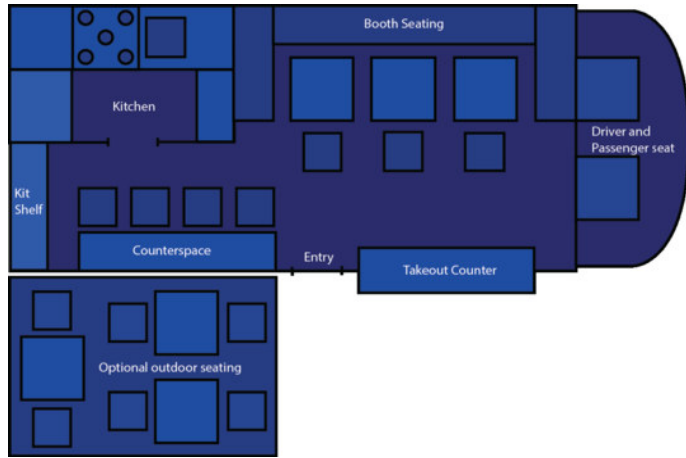 Booth Seating
Kitchen
Driver and
Passenger seat
Kit
Shelf
Counterspace
Entry
Takeout Counter
Optional outdoor seating